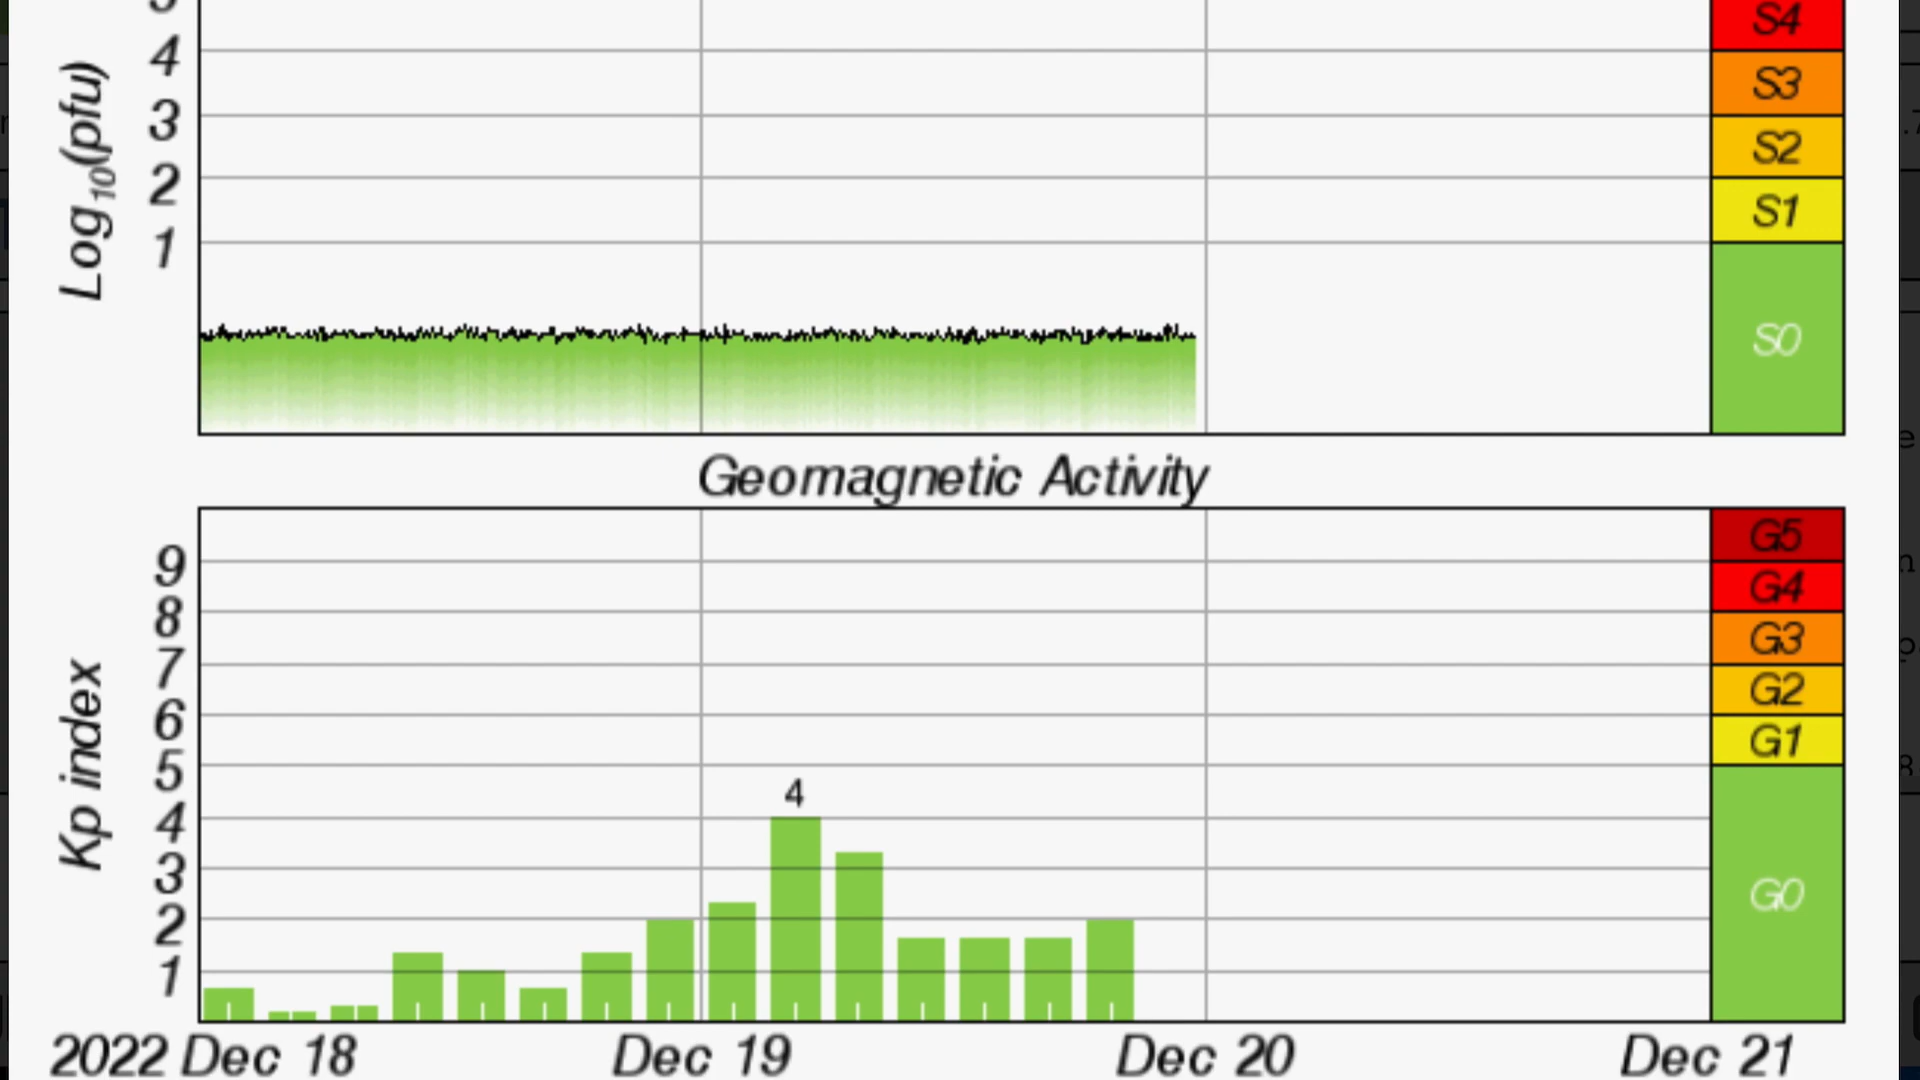 S4
4
S3
3
S2
2
S1
1
S0
Log10(pfu)
Geomagnetic Activity
G5
9
G4
8
G3
7
G2
6
G1
5
4
4
3
G0
2
1
Kp index
2022 Dec 18 Dec 19 Dec 20 Dec 21